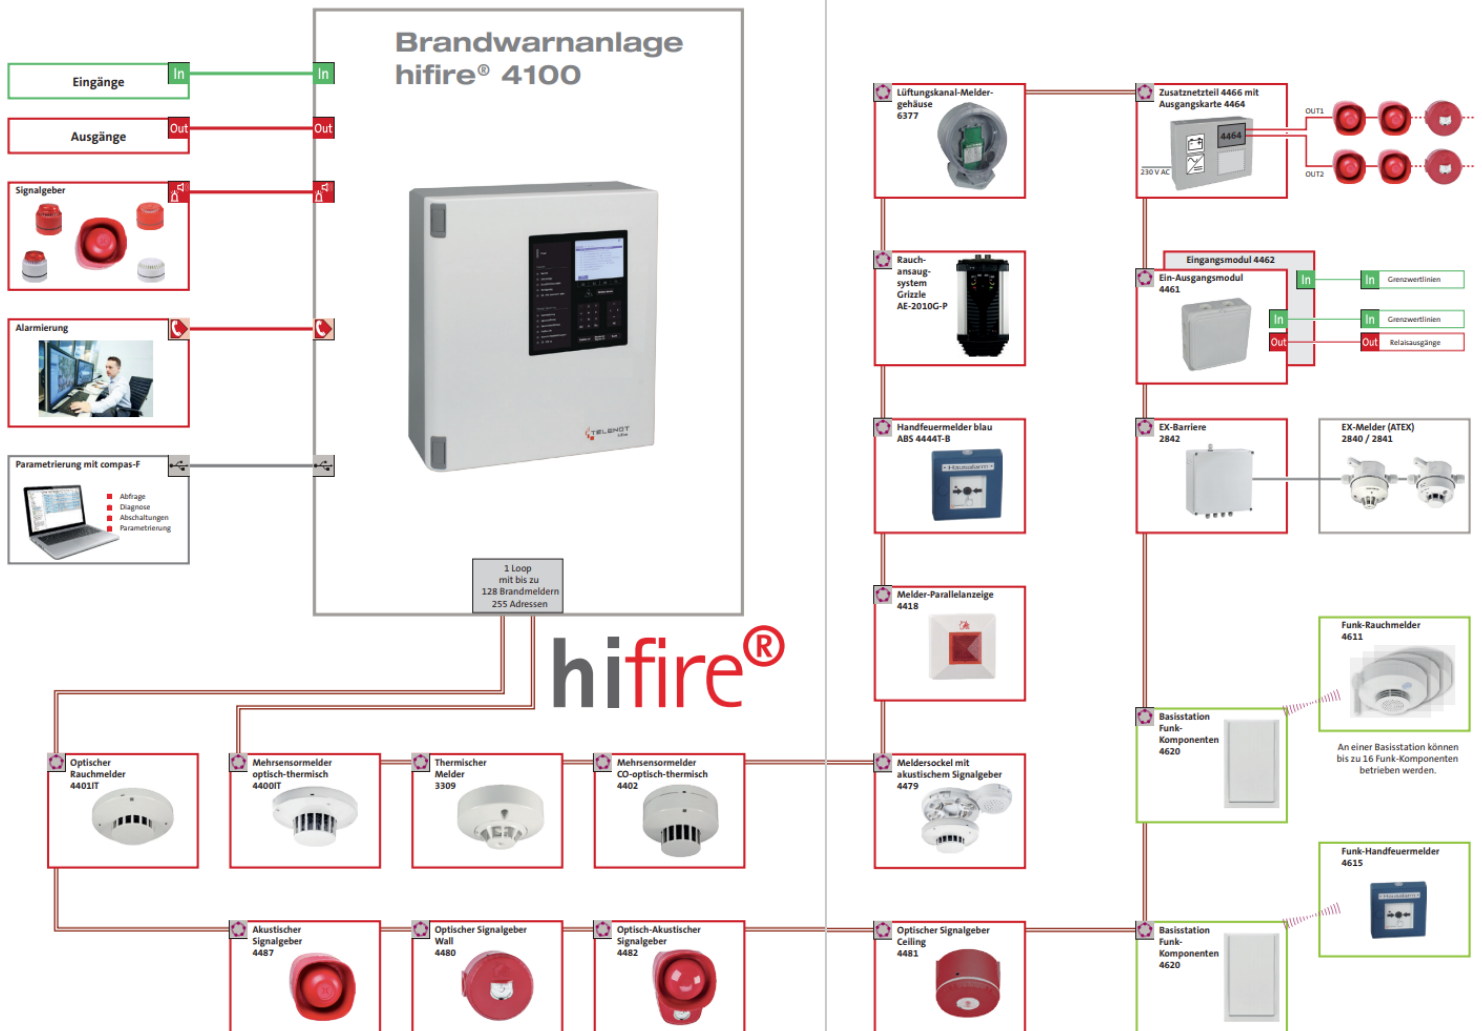 Brandwarnanlage
hifire® 4100
Eingänge
In
In
Ausgänge
Out
Out
Signalgeber
Alarmierung
Parametrierung mit compas-F
Abfrage
Diagnose
Abschaltungen
Parametrierung
TELENOT
1 Loop
mit bis zu
128 Brandmeldern
255 Adressen
hifire®
Optischer
Rauchmelder
4401IT
Mehrsensormelder
optisch-thermisch
4400IT
Thermischer
Melder
3309
Mehrsensormelder
CO-optisch-thermisch
4402
Akustischer
Signalgeber
4487
Optischer Signalgeber
Wall
4480
Optisch-Akustischer
Signalgeber
4482
Lüftungskanal-Melder-
gehäuse
6377
Rauch-
ansaug-
system
Grizzle
AE-2010G-P
Handfeuermelder blau
ABS 4444T-B
Hausalarm
Melder-Parallelanzeige
4418
Meldersockel mit
akustischem Signalgeber
4479
Optischer Signalgeber
Ceiling
4481
Zusatznetzteil 4466 mit
Ausgangskarte 4464
4464
230 V AC
OUT1
OUT2
Eingangsmodul 4462
Ein-Ausgangsmodul
4461
In
In
Grenzwertlinien
In
In
Grenzwertlinien
Out
Out
Relaisausgänge
EX-Barriere
2842
EX-Melder (ATEX)
2840 / 2841
Basisstation
Funk-
Komponenten
4620
Funk-Rauchmelder
4611
An einer Basisstation können
bis zu 16 Funk-Komponenten
betrieben werden.
Basisstation
Funk-
Komponenten
4620
Funk-Handfeuermelder
4615
Hausalarm